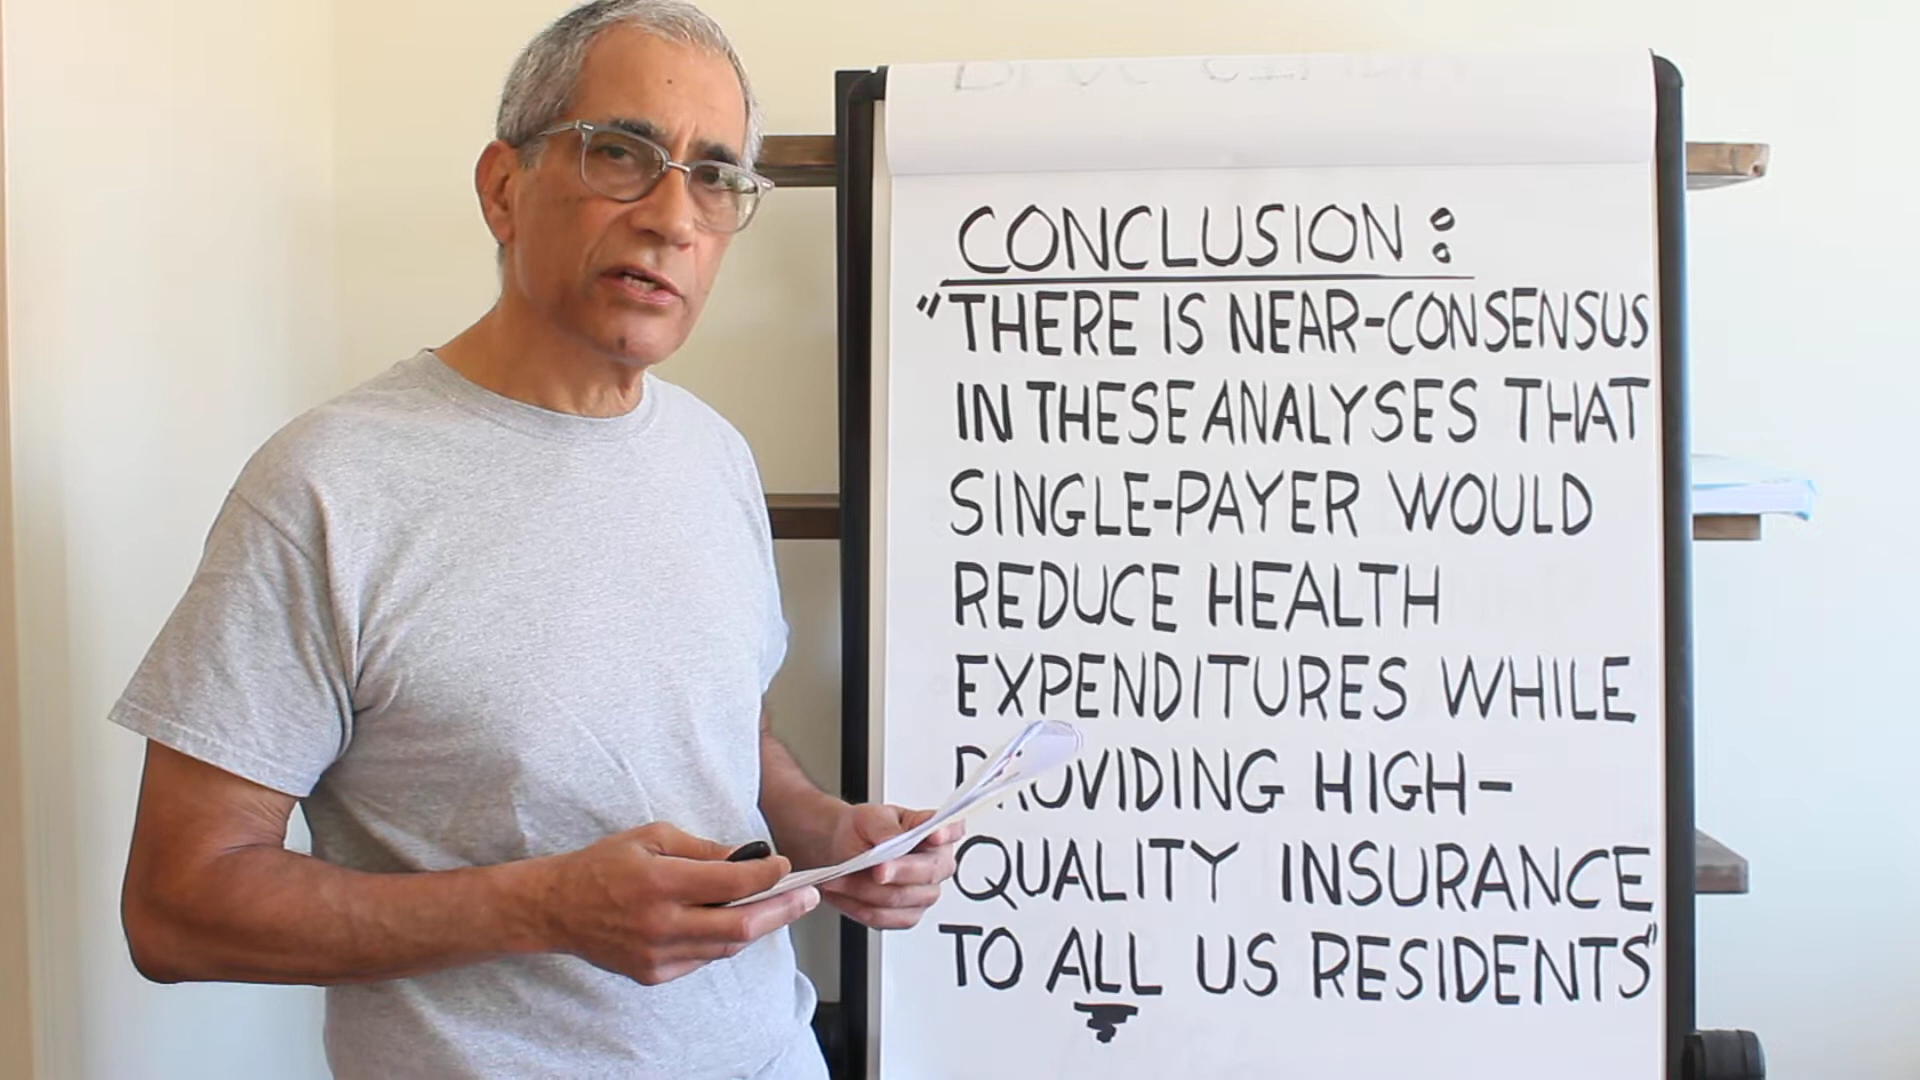 CONCLUSION:
"THERE IS NEAR-CONSENSUS
IN THESE ANALYSES THAT
SINGLE-PAYER WOULD
REDUCE HEALTH
EXPENDITURES WHILE
PROVIDING HIGH-
QUALITY INSURANCE
TO ALL US RESIDENTS"